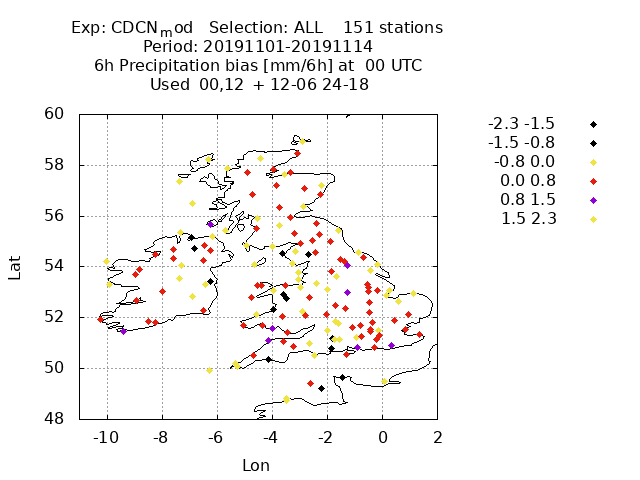 Exp: CDCNmod   Selection: ALL    151 stations
Period: 20191101-20191114
6h Precipitation bias [mm/6h] at  00 UTC
Used  00,12  + 12-06 24-18
-2.3 -1.5
-1.5 -0.8
-0.8 0.0
0.0 0.8
0.8 1.5
1.5 2.3
60
58
56
54
52
50
48
Lat
-10 -8 -6 -4 -2 0 2
Lon